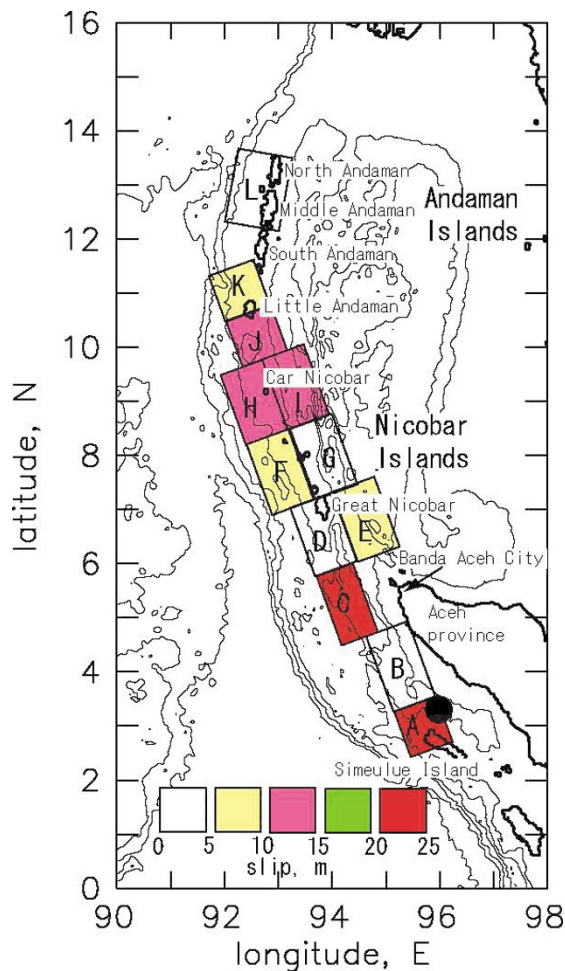 16
14
12
10
8
6
4
2
0
latitude, N
L
North Andaman
Middle Andaman
Andaman
Islands
South Andaman
K
Little Andaman
J
Car Nicobar
H
I
Nicobar
Islands
F
G
Great Nicobar
D
E
Banda Aceh City
C
Aceh
province
B
A
Simeulue Island
0 5 10 15 20 25
slip, m
90 92 94 96 98
longitude, E